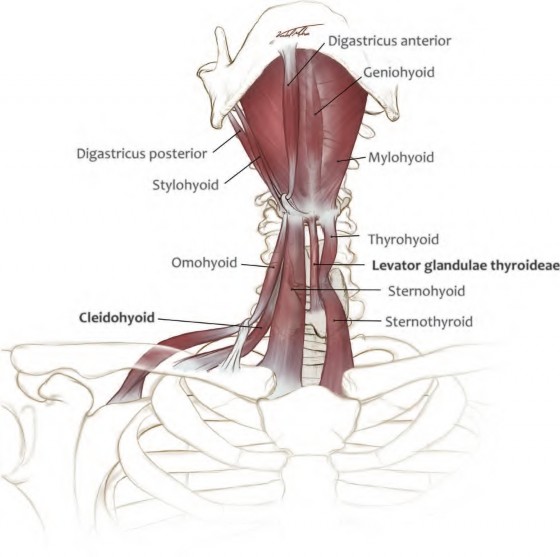 Digastricus anterior
Geniohyoid
Digastricus posterior
Mylohyoid
Stylohyoid
Thyrohyoid
Omohyoid
Levator glandulae thyroideae
Sternohyoid
Cleidohyoid
Sternothyroid